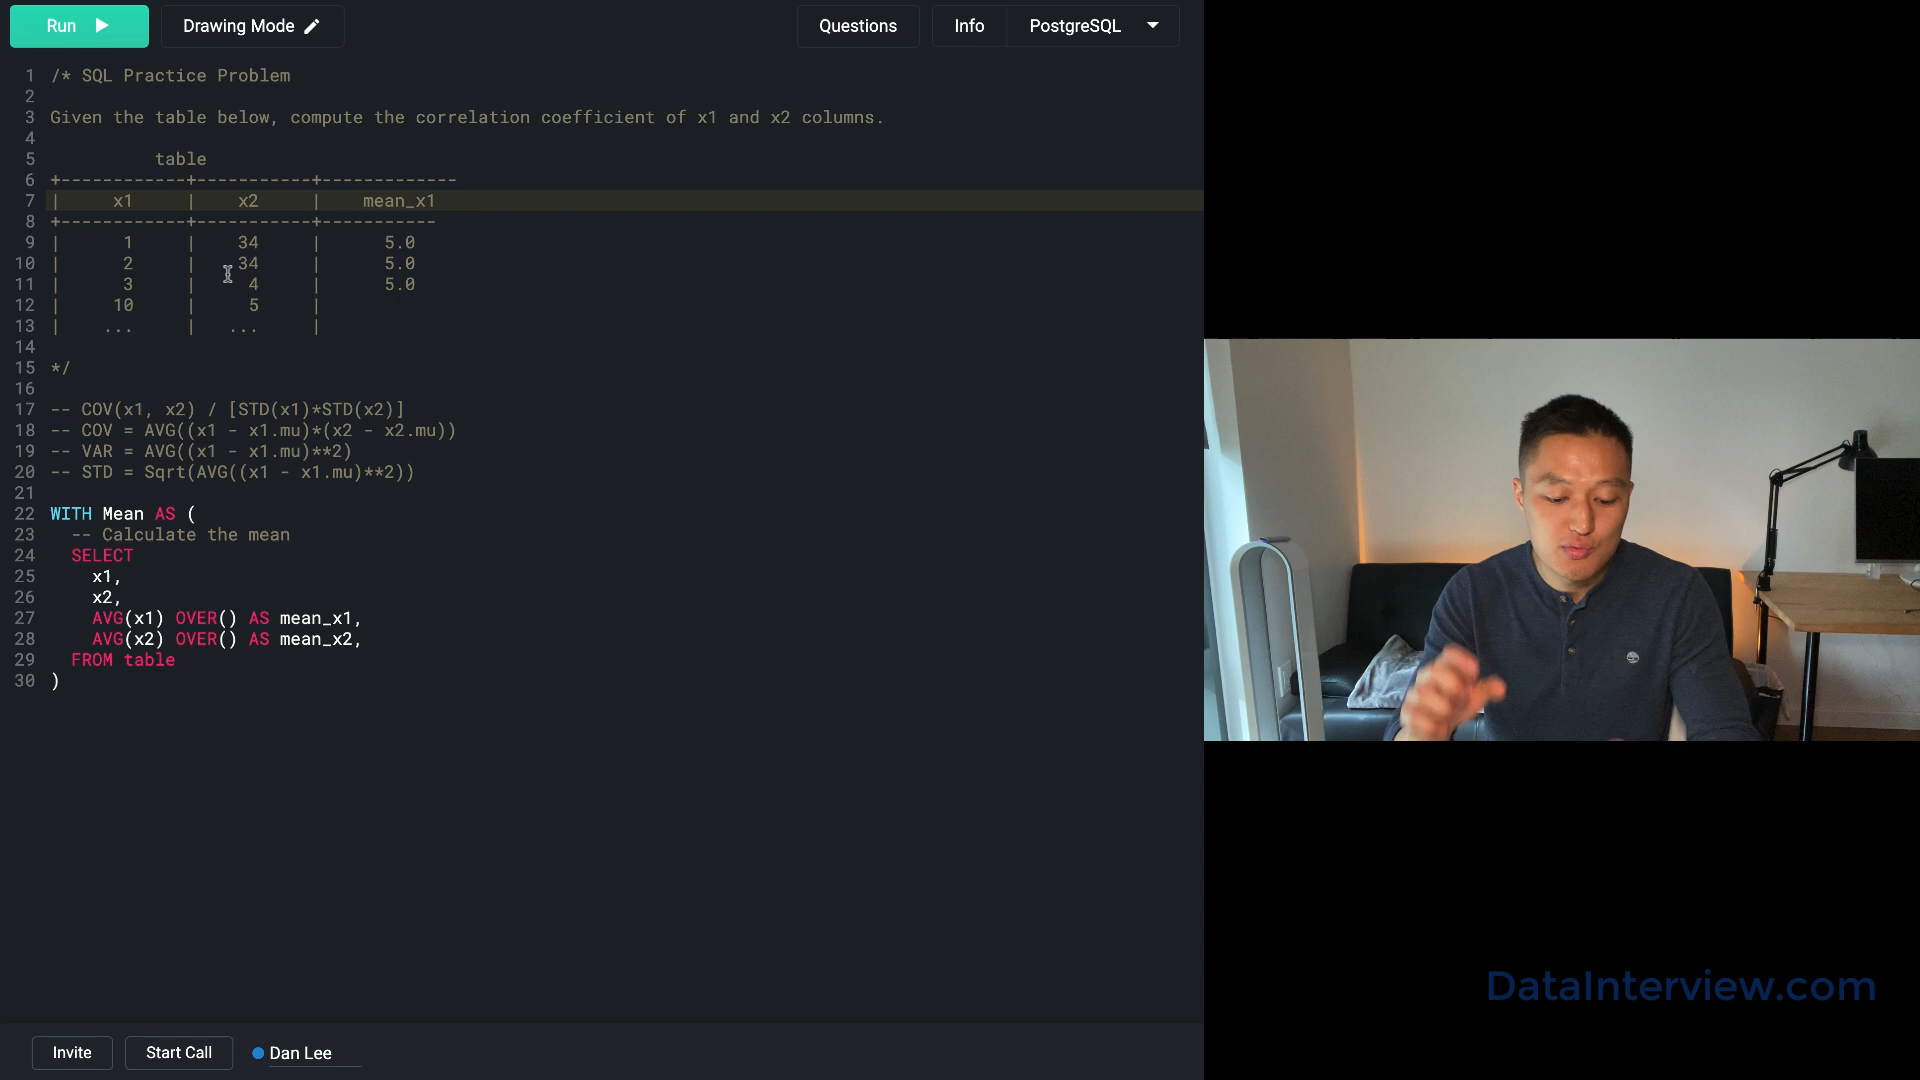 Run
Drawing Mode
Questions
Info
PostgreSQL
1 /* SQL Practice Problem
2
3 Given the table below, compute the correlation coefficient of x1 and x2 columns.
4
5 table
6 +------------+-----------+-------------
7 | x1 | x2 | mean_x1
8 +------------+-----------+-----------
9 | 1 | 34 | 5.0
10 | 2 | 34 | 5.0
11 | 3 | 4 | 5.0
12 | 10 | 5 |
13 | ... | ... |
14
15 */
16
17 -- COV(x1, x2) / [STD(x1)*STD(x2)]
18 -- COV = AVG((x1 - x1.mu)*(x2 - x2.mu))
19 -- VAR = AVG((x1 - x1.mu)**2)
20 -- STD = Sqrt(AVG((x1 - x1.mu)**2))
21
22 WITH Mean AS (
23 -- Calculate the mean
24 SELECT
25 x1,
26 x2,
27 AVG(x1) OVER() AS mean_x1,
28 AVG(x2) OVER() AS mean_x2,
29 FROM table
30 )
DataInterview.com
Invite
Start Call
Dan Lee